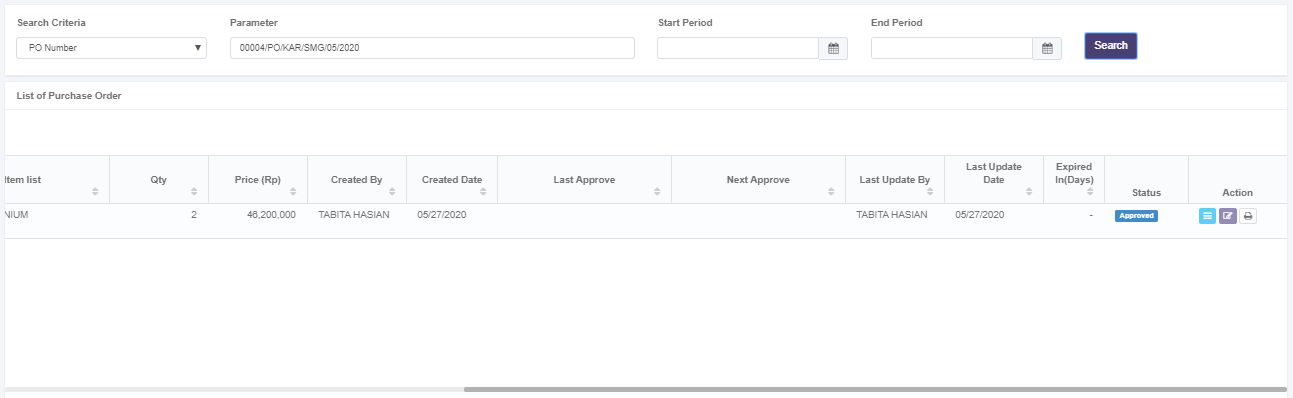 Search Criteria Parameter Start Period End Period
PO Number 00004/PO/KAR/SMG/05/2020 Search
List of Purchase Order
Item list Qty Price (Rp) Created By Created Date Last Approve Next Approve Last Update By Last Update Date Expired In(Days) Status Action
NIUM 2 46,200,000 TABITA HASIAN 05/27/2020 TABITA HASIAN 05/27/2020 - Approved